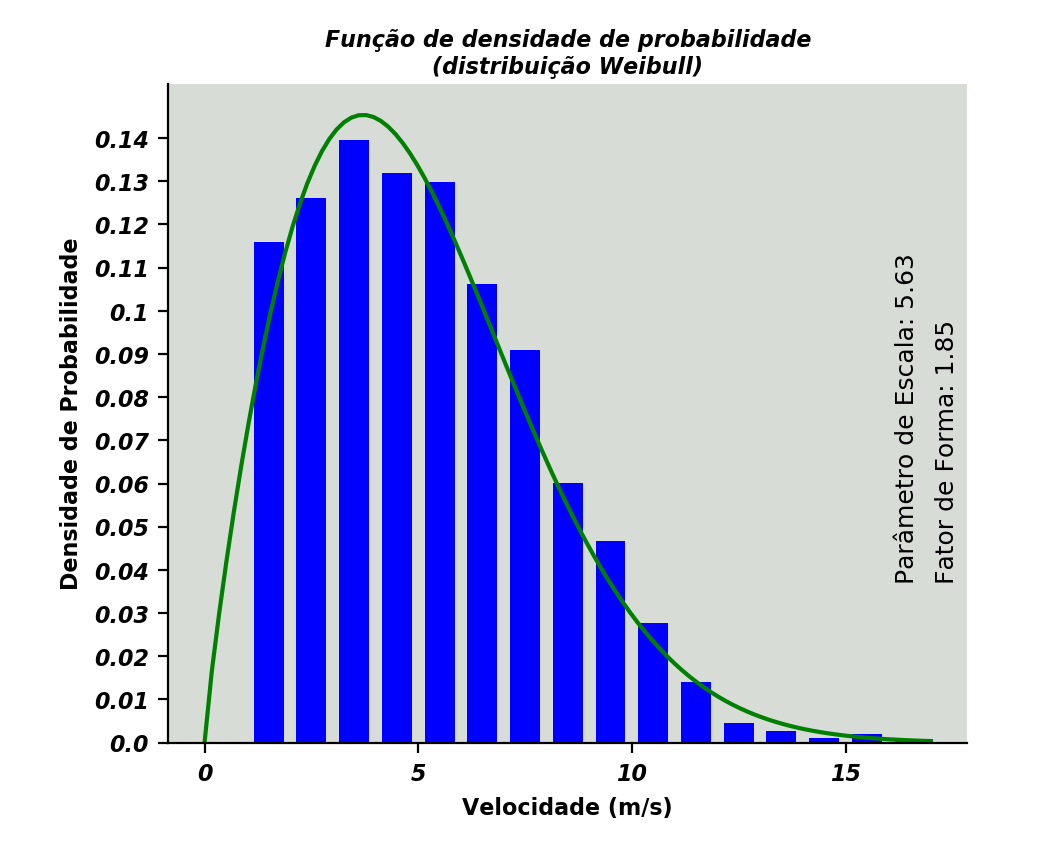 Função de densidade de probabilidade
(distribuição Weibull)
Densidade de Probabilidade
0.14
0.13
0.12
0.11
0.1
0.09
0.08
0.07
0.06
0.05
0.04
0.03
0.02
0.01
0.0
0 5 10 15
Velocidade (m/s)
Parâmetro de Escala: 5.63
Fator de Forma: 1.85